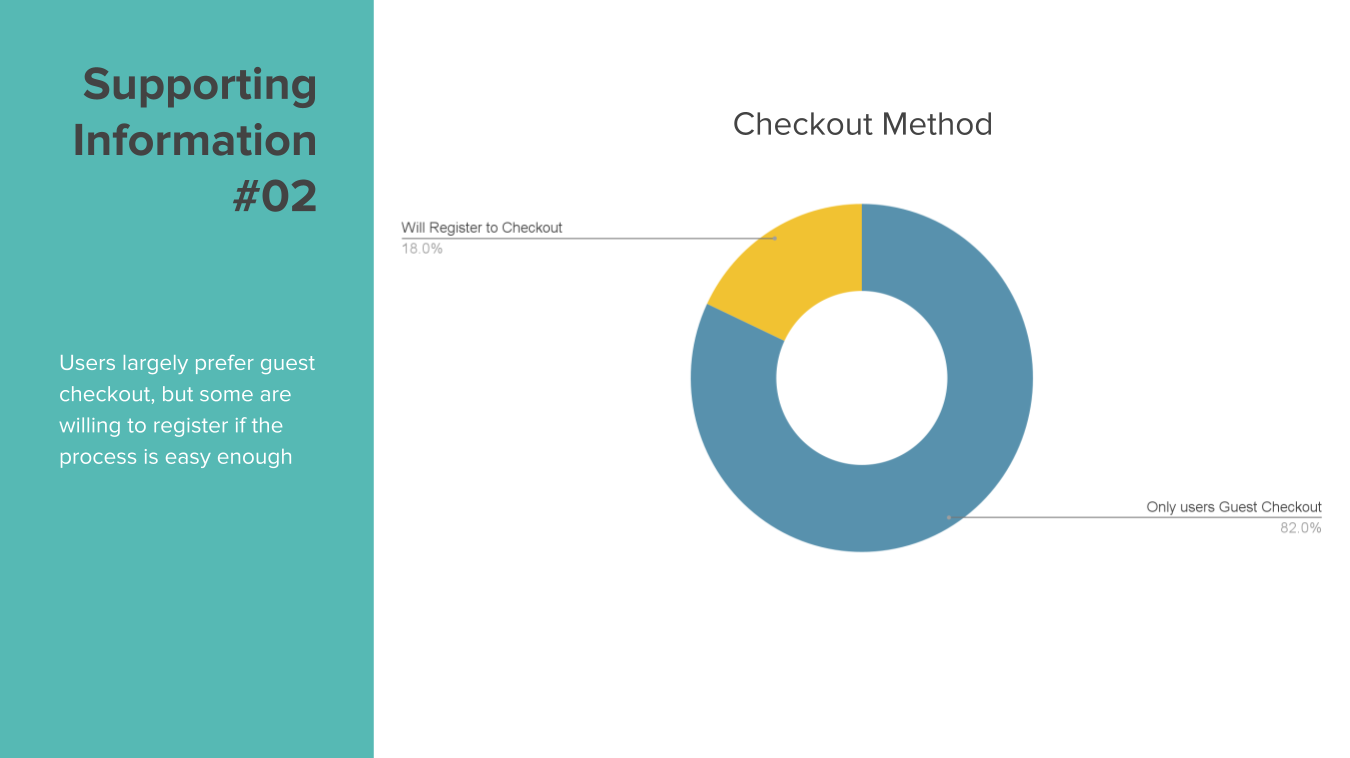 Supporting
Information
#02
Users largely prefer guest
checkout, but some are
willing to register if the
process is easy enough
Checkout Method
Will Register to Checkout
18.0%
Only users Guest Checkout
82.0%